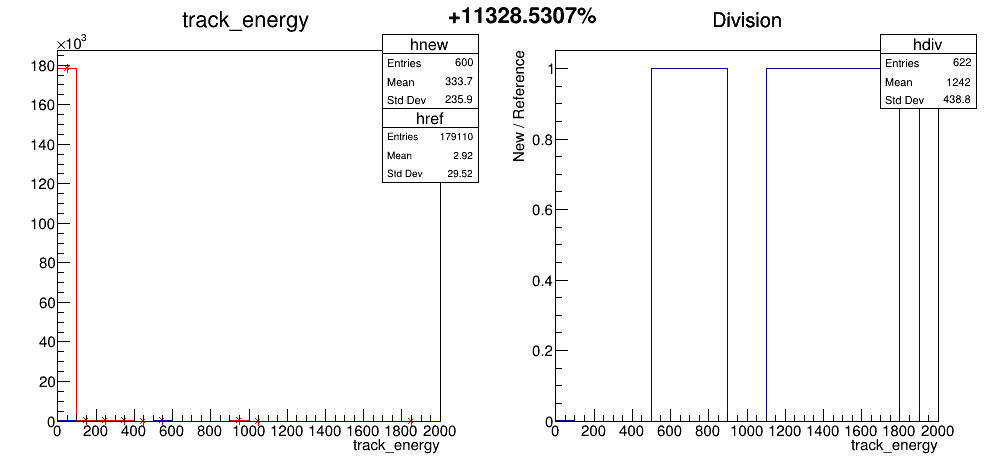 +11328.5307%
track_energy
×10³
180
160
140
120
100
80
60
40
20
0
0 200 400 600 800 1000 1200 1400 1600 1800 2000
track_energy
hnew
Entries 600
Mean 333.7
Std Dev 235.9
href
Entries 179110
Mean 2.92
Std Dev 29.52
Division
New / Reference
1
0.8
0.6
0.4
0.2
0
0 200 400 600 800 1000 1200 1400 1600 1800 2000
track_energy
hdiv
Entries 622
Mean 1242
Std Dev 438.8